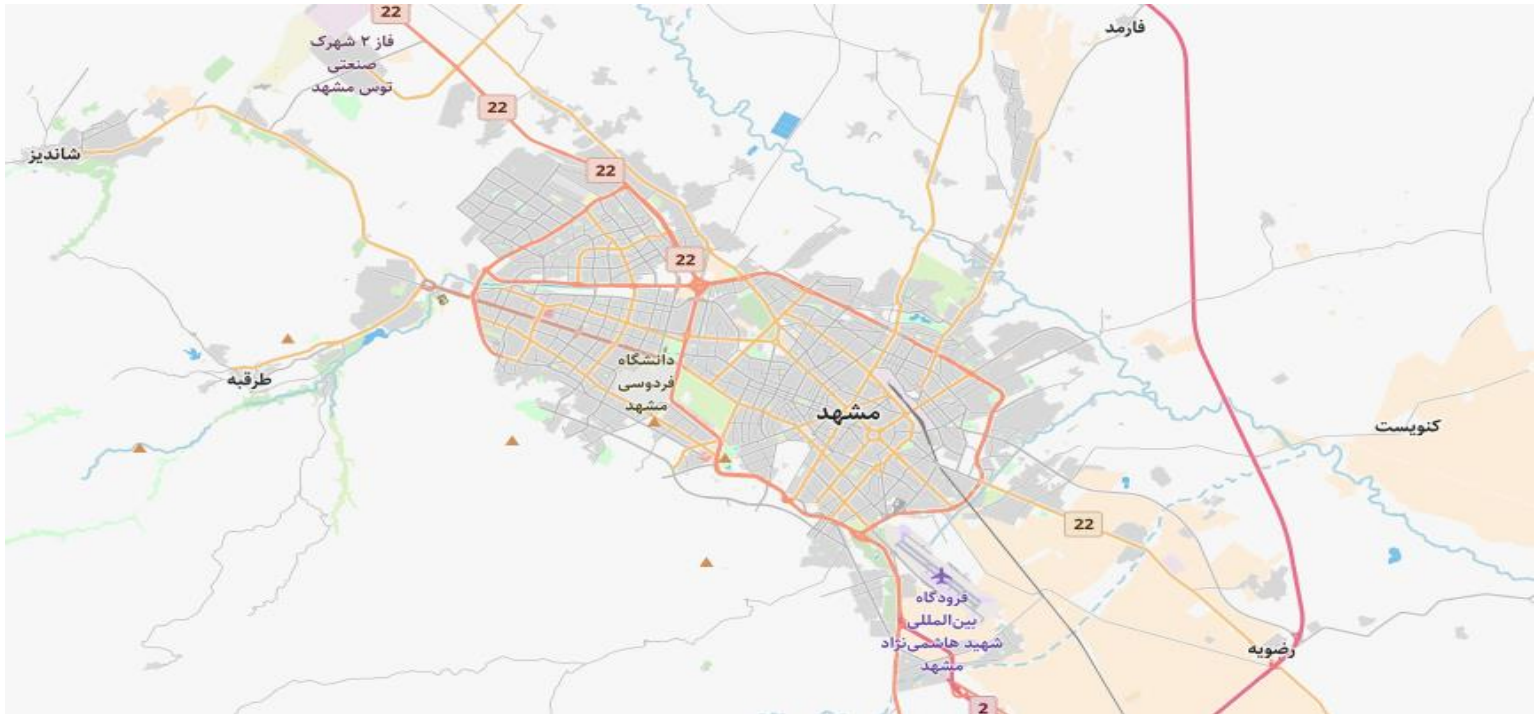 22
فارمد
فاز ۲ شهرک
صنعتی
توس مشهد
22
شاندیز
22
22
دانشگاه
فردوسی
مشهد
طرقبه
مشهد
کنویست
22
فرودگاه
بین‌المللی
شهید هاشمی‌نژاد
مشهد
رضویه
2